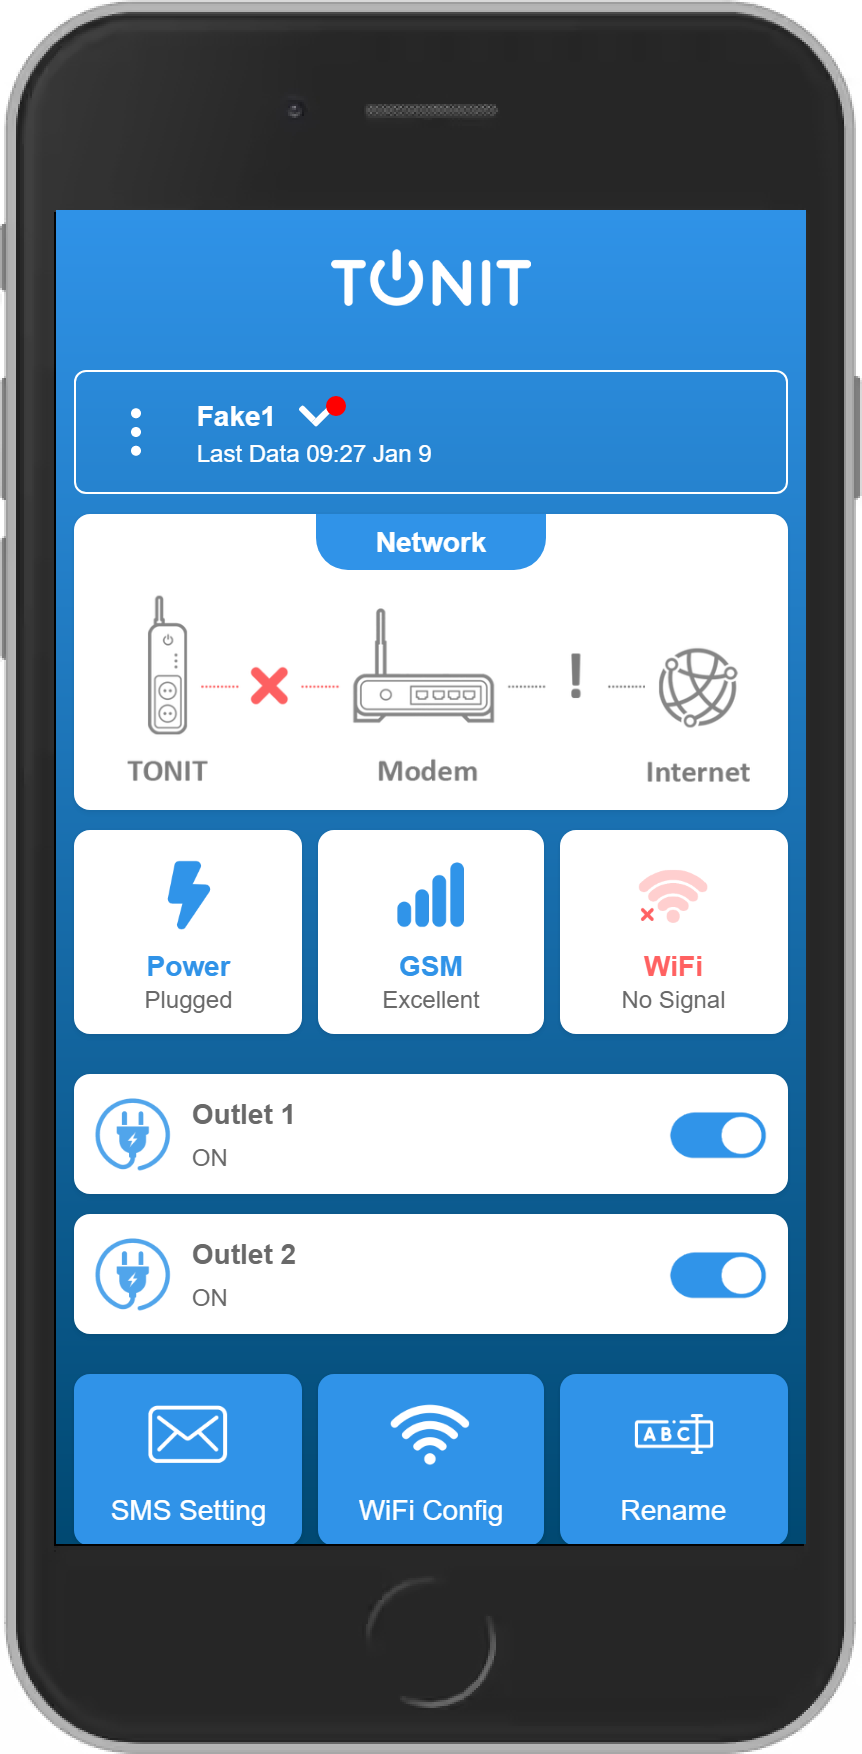 TONIT
Fake1
Last Data 09:27 Jan 9
Network
TONIT
Modem
Internet
Power
Plugged
GSM
Excellent
WiFi
No Signal
Outlet 1
ON
Outlet 2
ON
ABC
SMS Setting
WiFi Config
Rename